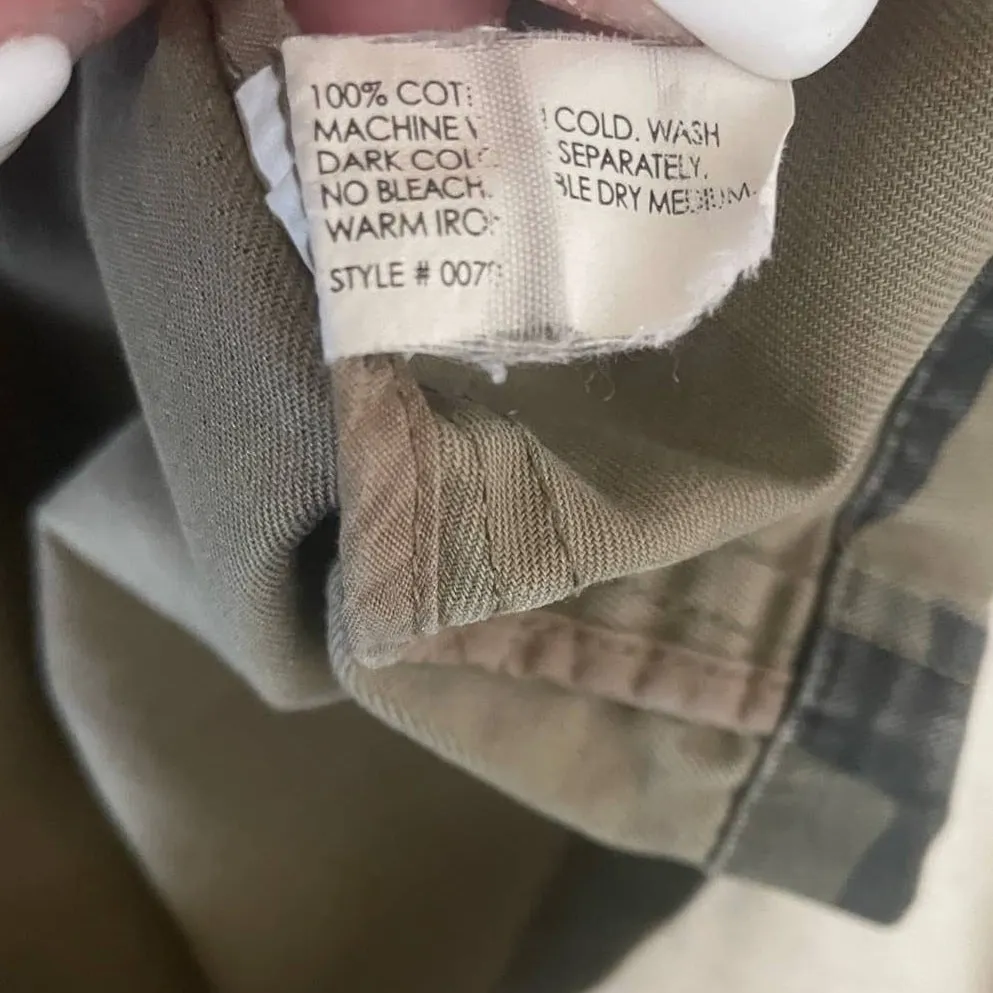 100% COT
MACHINE COLD. WASH
DARK COL SEPARATELY.
NO BLEACH. BLE DRY MEDIUM
WARM IRO
STYLE # 007